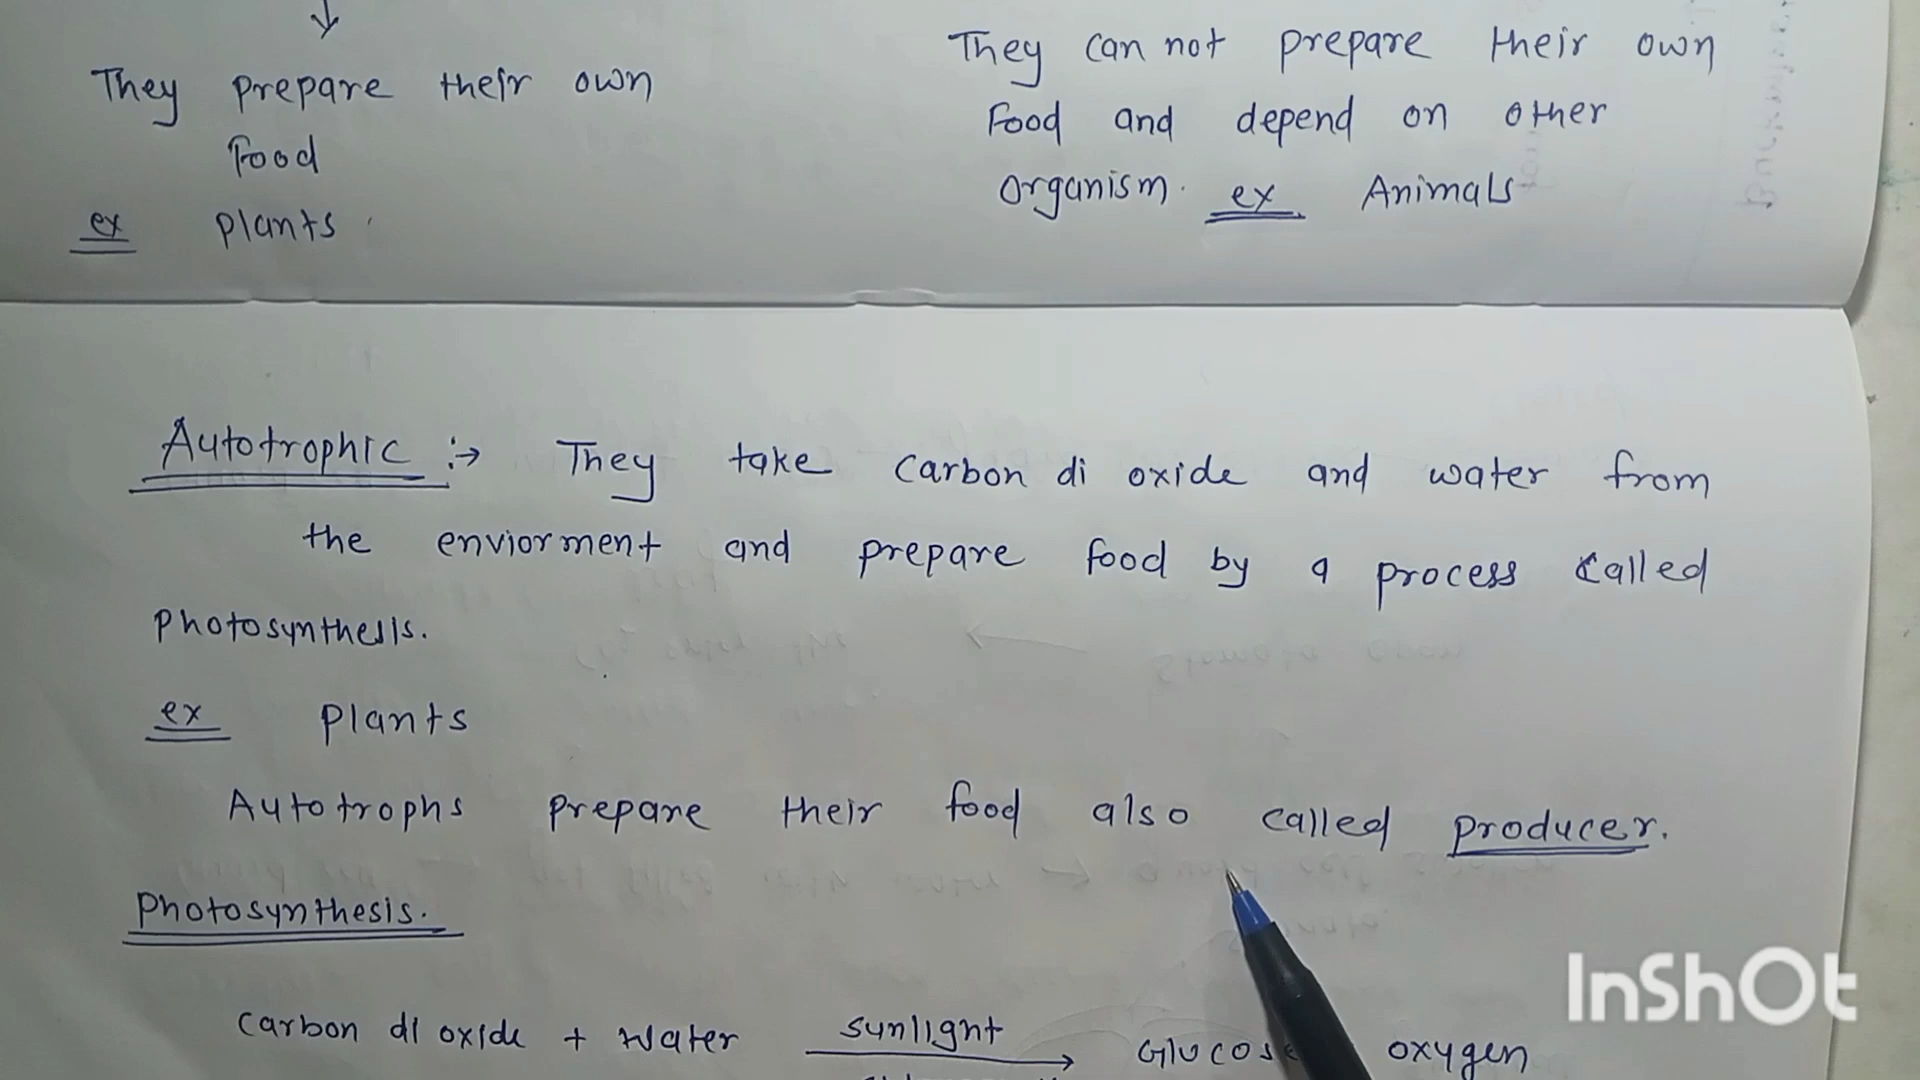 They prepare their own
Food
ex plants
They can not prepare their own
Food and depend on other
organism. ex Animals
Autotrophic :→ They take carbon di oxide and water from
the enviorment and prepare food by a process called
photosynthesis.
ex plants
Autotrophs prepare their food also called producer.
Photosynthesis.
carbon di oxide + water sunlight → Glucose oxygen
InShOt